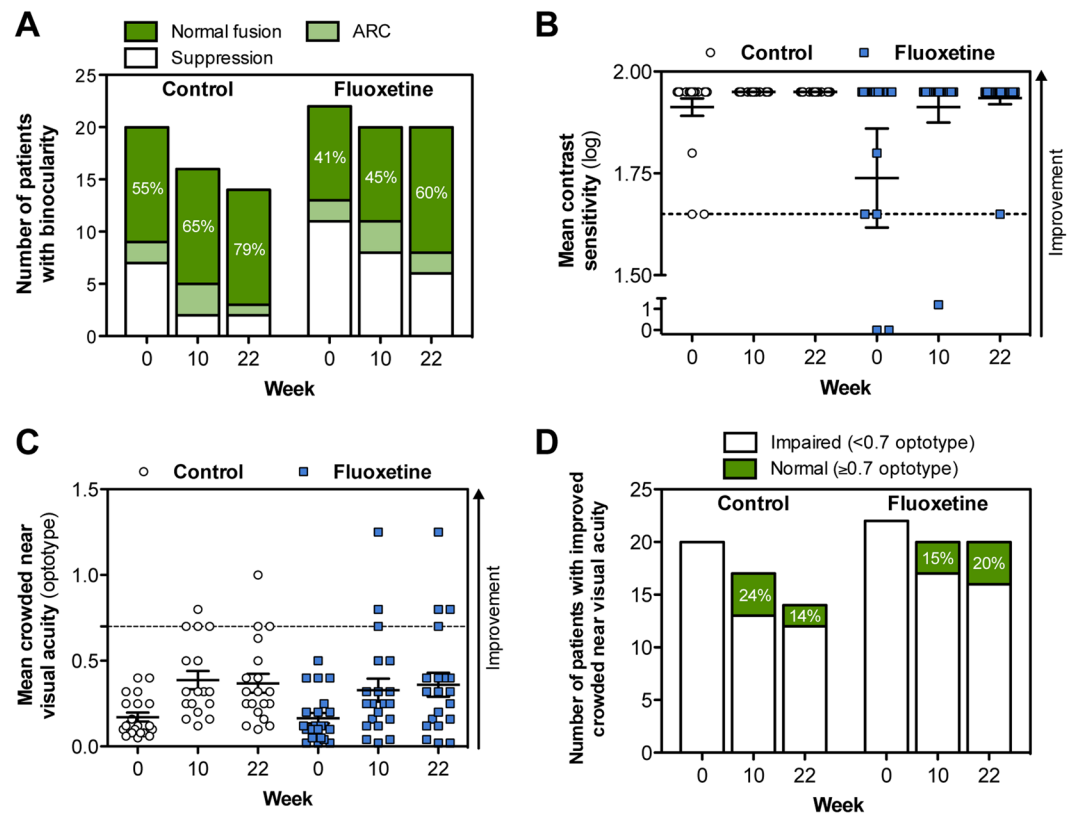 A
Normal fusion
ARC
Suppression
Control
Fluoxetine
Number of patients
with binocularity
25
20
15
10
5
0
55%
65%
79%
41%
45%
60%
0
10
22
0
10
22
Week
B
Control
Fluoxetine
Mean contrast
sensitivity (log)
2.00
1.75
1.50
1
0
0
10
22
0
10
22
Week
Improvement
C
Control
Fluoxetine
Mean crowded near
visual acuity (optotype)
1.5
1.0
0.5
0.0
0
10
22
0
10
22
Week
Improvement
D
Impaired (<0.7 optotype)
Normal (≥0.7 optotype)
Control
Fluoxetine
Number of patients with improved
crowded near visual acuity
25
20
15
10
5
0
24%
14%
15%
20%
0
10
22
0
10
22
Week